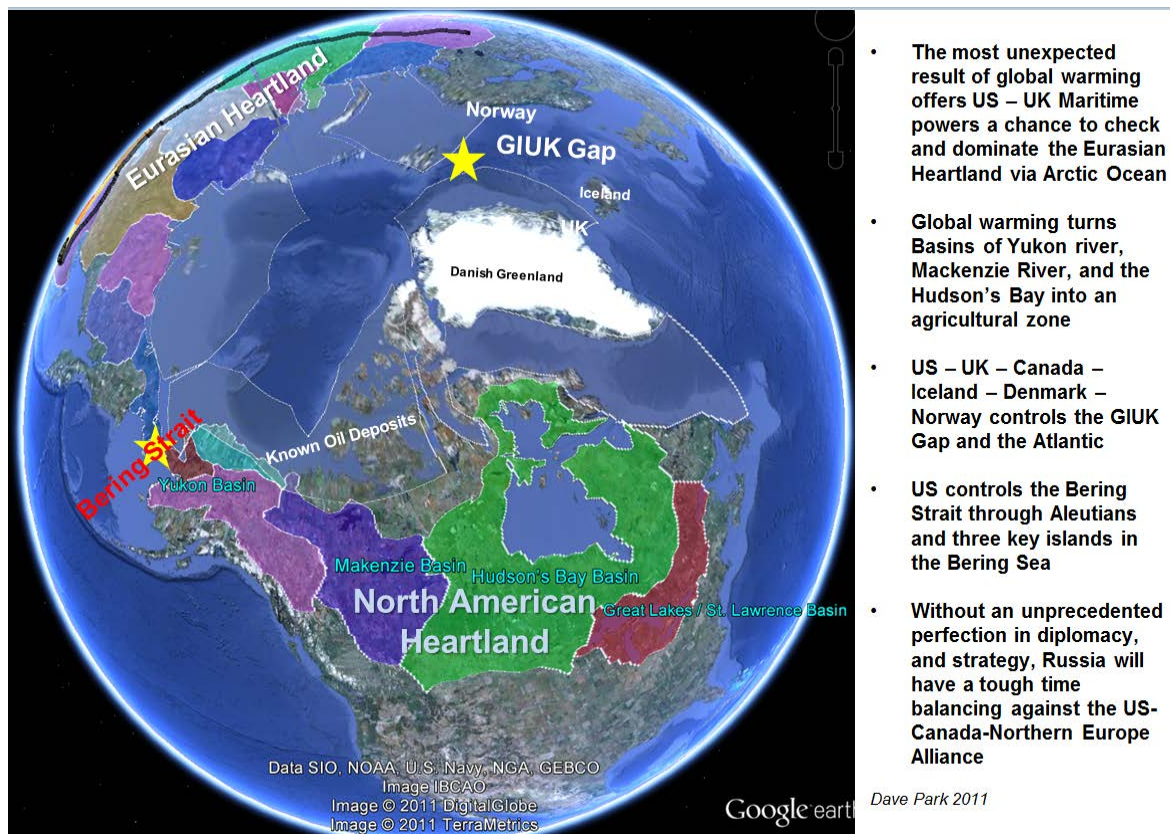 Eurasian Heartland
Norway
GIUK Gap
Iceland
UK
Danish Greenland
Known Oil Deposits
Bering Strait
Yukon Basin
Makenzie Basin
Hudson's Bay Basin
North American
Heartland
Great Lakes / St. Lawrence Basin
Data SIO, NOAA, U.S. Navy, NGA, GEBCO
Image IBCAO
Image © 2011 DigitalGlobe
Image © 2011 TerraMetrics
Google earth
• The most unexpected
result of global warming
offers US – UK Maritime
powers a chance to check
and dominate the Eurasian
Heartland via Arctic Ocean
• Global warming turns
Basins of Yukon river,
Mackenzie River, and the
Hudson's Bay into an
agricultural zone
• US – UK – Canada –
Iceland – Denmark –
Norway controls the GIUK
Gap and the Atlantic
• US controls the Bering
Strait through Aleutians
and three key islands in
the Bering Sea
• Without an unprecedented
perfection in diplomacy,
and strategy, Russia will
have a tough time
balancing against the US-
Canada-Northern Europe
Alliance
Dave Park 2011